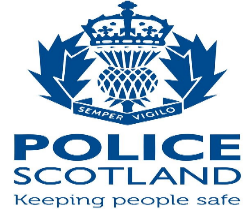 SEMPER VIGILO
POLICE
SCOTLAND
Keeping people safe